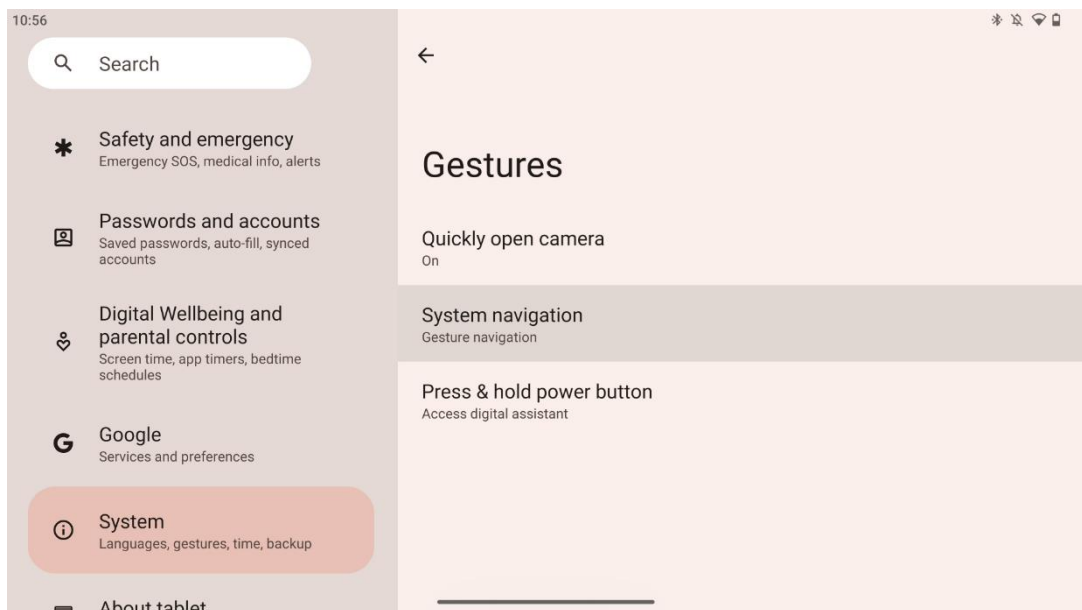 10:56
Search
Safety and emergency
Emergency SOS, medical info, alerts
Passwords and accounts
Saved passwords, auto-fill, synced
accounts
Digital Wellbeing and
parental controls
Screen time, app timers, bedtime
schedules
Google
Services and preferences
System
Languages, gestures, time, backup
About tablet
Gestures
Quickly open camera
On
System navigation
Gesture navigation
Press & hold power button
Access digital assistant